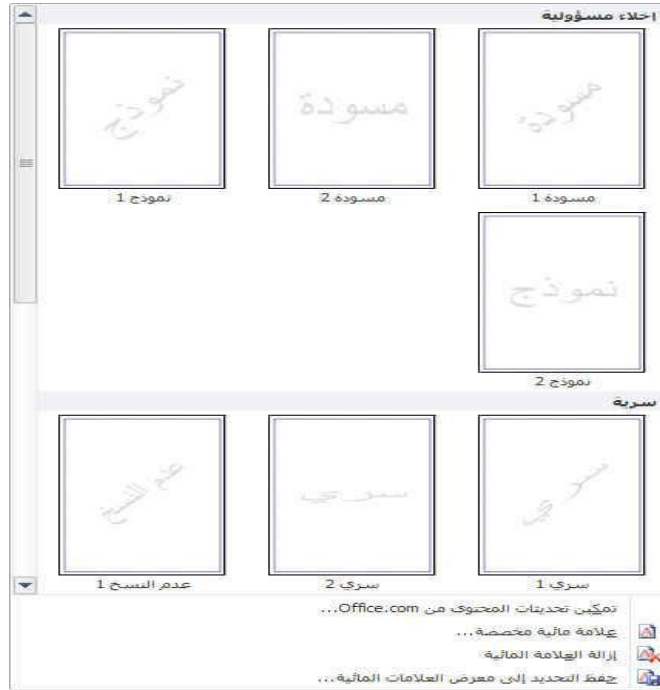 إخلاء مسؤولية
مسودة
مسودة
نموذج
مسودة 1
مسودة 2
نموذج 1
نموذج
نموذج 2
سرية
سري
سري
عدم النسخ
سري 1
سري 2
عدم النسخ 1
تمكين تحديثات المحتوى من Office.com...
علامة مائية مخصصة...
إزالة العلامة المائية
حفظ التحديد إلى معرض العلامات المائية...